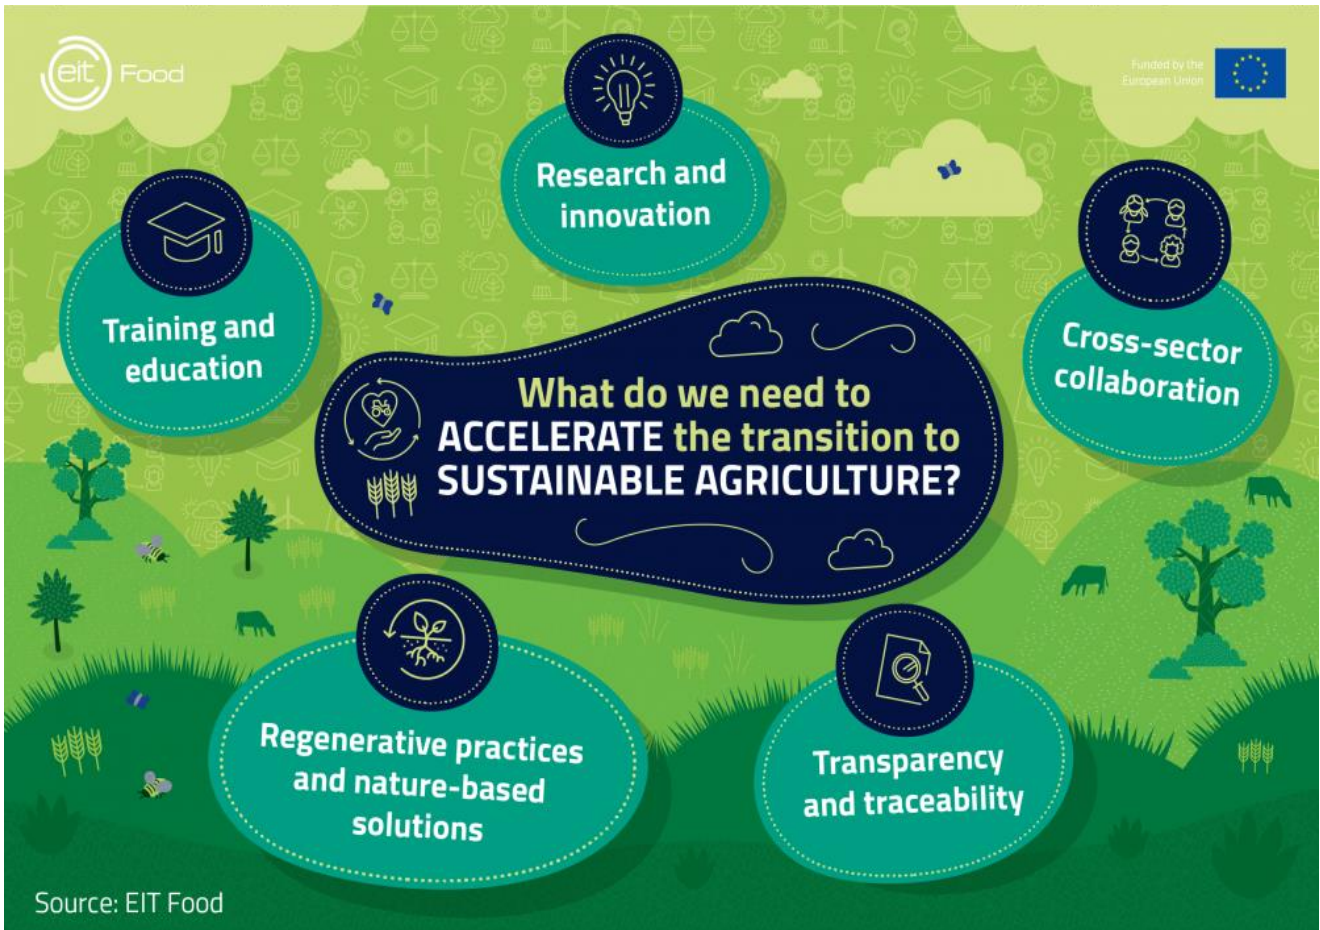 eit Food
Funded by the
European Union
Research and
innovation
Training and
education
Cross-sector
collaboration
What do we need to
ACCELERATE the transition to
SUSTAINABLE AGRICULTURE?
Regenerative practices
and nature-based
solutions
Transparency
and traceability
Source: EIT Food